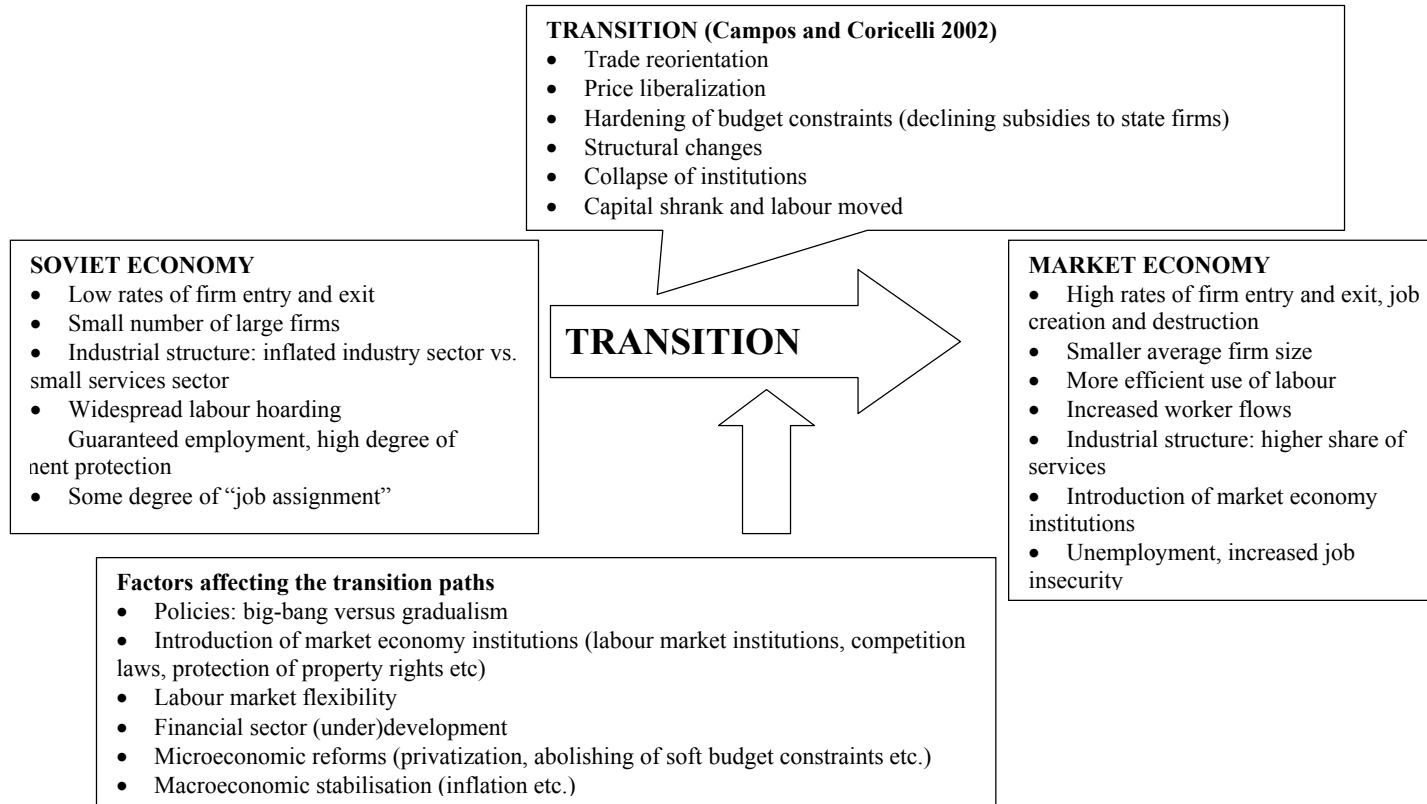 TRANSITION (Campos and Coricelli 2002)
• Trade reorientation
• Price liberalization
• Hardening of budget constraints (declining subsidies to state firms)
• Structural changes
• Collapse of institutions
• Capital shrank and labour moved
SOVIET ECONOMY
• Low rates of firm entry and exit
• Small number of large firms
• Industrial structure: inflated industry sector vs.
small services sector
• Widespread labour hoarding
Guaranteed employment, high degree of
nent protection
• Some degree of “job assignment”
TRANSITION
MARKET ECONOMY
• High rates of firm entry and exit, job
creation and destruction
• Smaller average firm size
• More efficient use of labour
• Increased worker flows
• Industrial structure: higher share of
services
• Introduction of market economy
institutions
• Unemployment, increased job
insecurity
Factors affecting the transition paths
• Policies: big-bang versus gradualism
• Introduction of market economy institutions (labour market institutions, competition
laws, protection of property rights etc)
• Labour market flexibility
• Financial sector (under)development
• Microeconomic reforms (privatization, abolishing of soft budget constraints etc.)
• Macroeconomic stabilisation (inflation etc.)